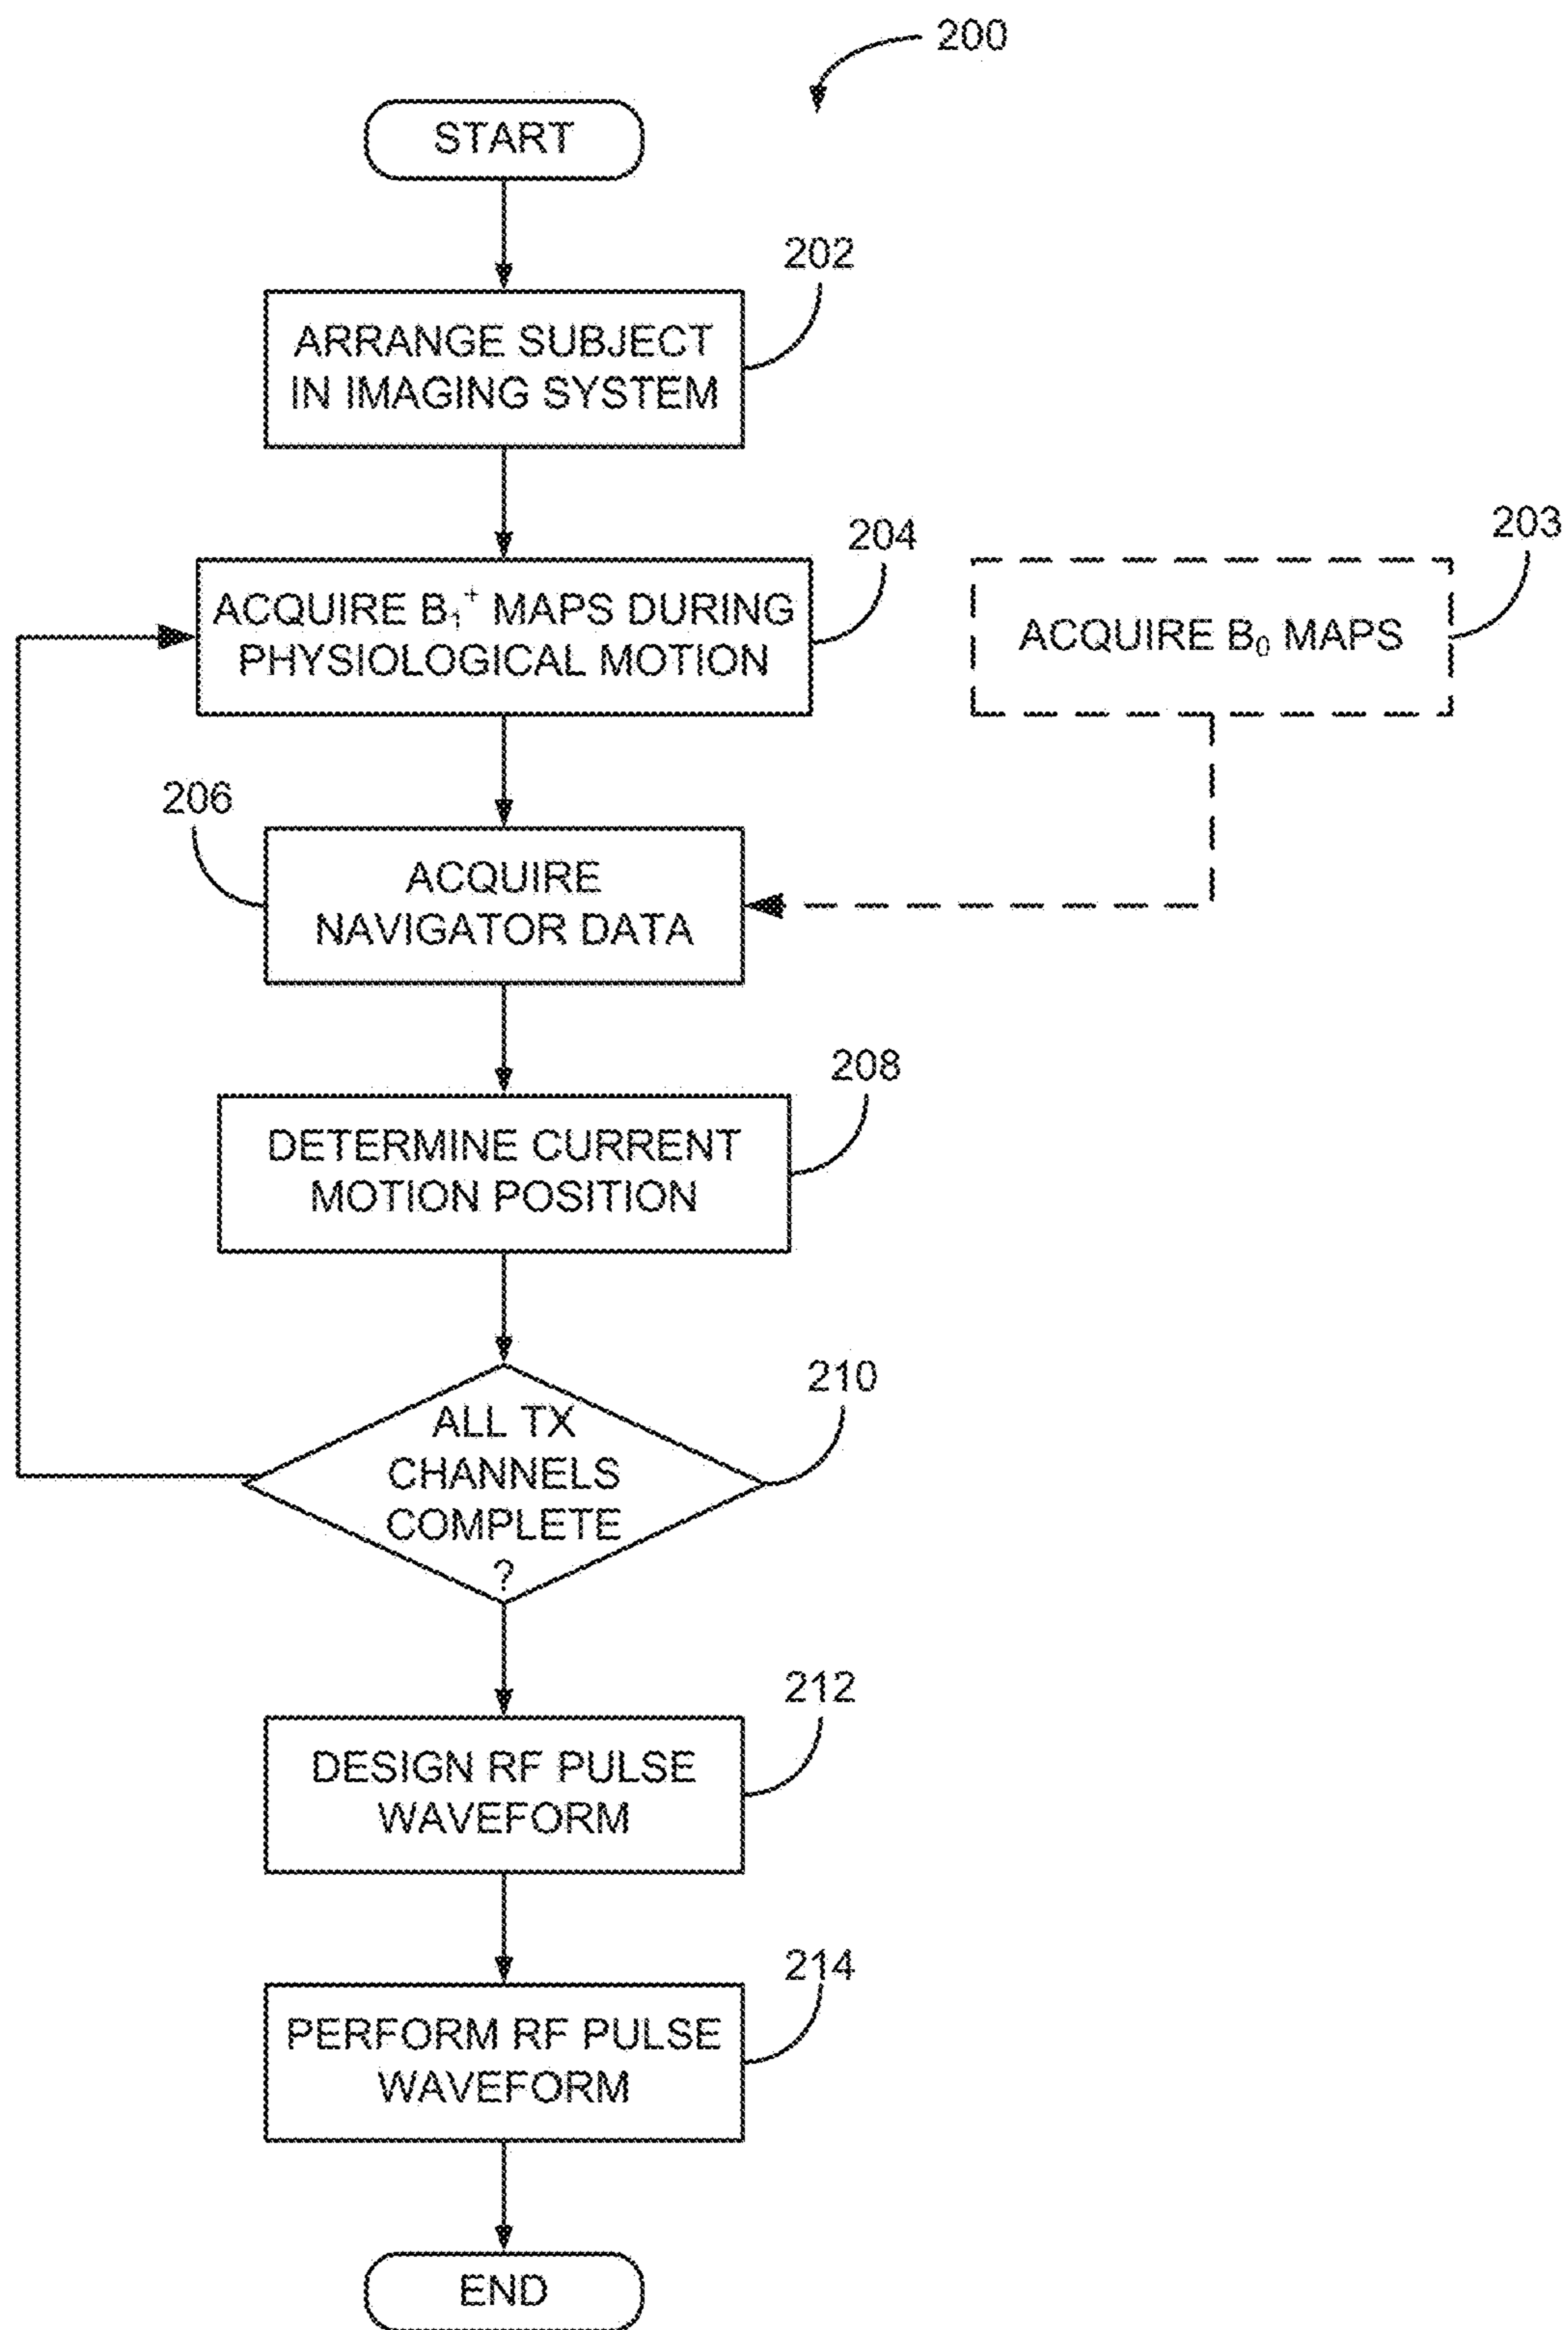 200
START
202
ARRANGE SUBJECT
IN IMAGING SYSTEM
204
ACQUIRE B₁⁺ MAPS DURING
PHYSIOLOGICAL MOTION
203
ACQUIRE B₀ MAPS
206
ACQUIRE
NAVIGATOR DATA
208
DETERMINE CURRENT
MOTION POSITION
210
ALL TX
CHANNELS
COMPLETE
?
212
DESIGN RF PULSE
WAVEFORM
214
PERFORM RF PULSE
WAVEFORM
END